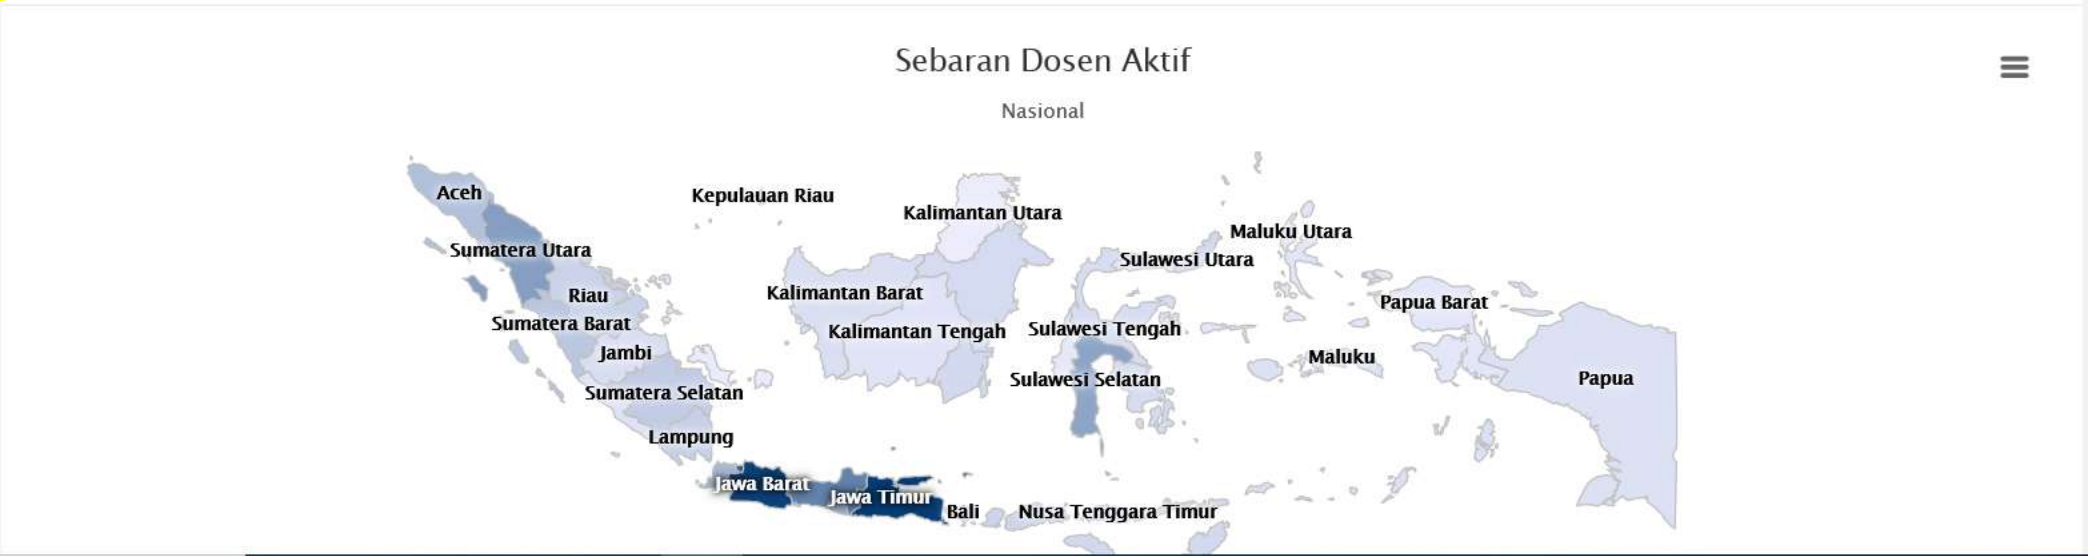 Sebaran Dosen Aktif
Nasional
Aceh
Kepulauan Riau
Kalimantan Utara
Maluku Utara
Sumatera Utara
Sulawesi Utara
Riau
Kalimantan Barat
Papua Barat
Sumatera Barat
Kalimantan Tengah
Sulawesi Tengah
Jambi
Maluku
Sulawesi Selatan
Papua
Sumatera Selatan
Lampung
Jawa Barat
Jawa Timur
Bali
Nusa Tenggara Timur